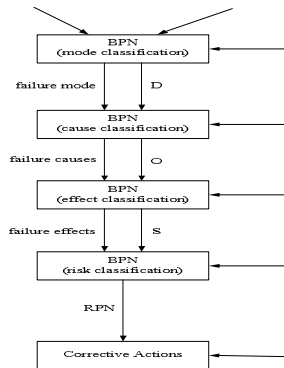 BPN
(mode classification)
failure mode D
BPN
(cause classification)
failure causes O
BPN
(effect classification)
failure effects S
BPN
(risk classification)
RPN
Corrective Actions